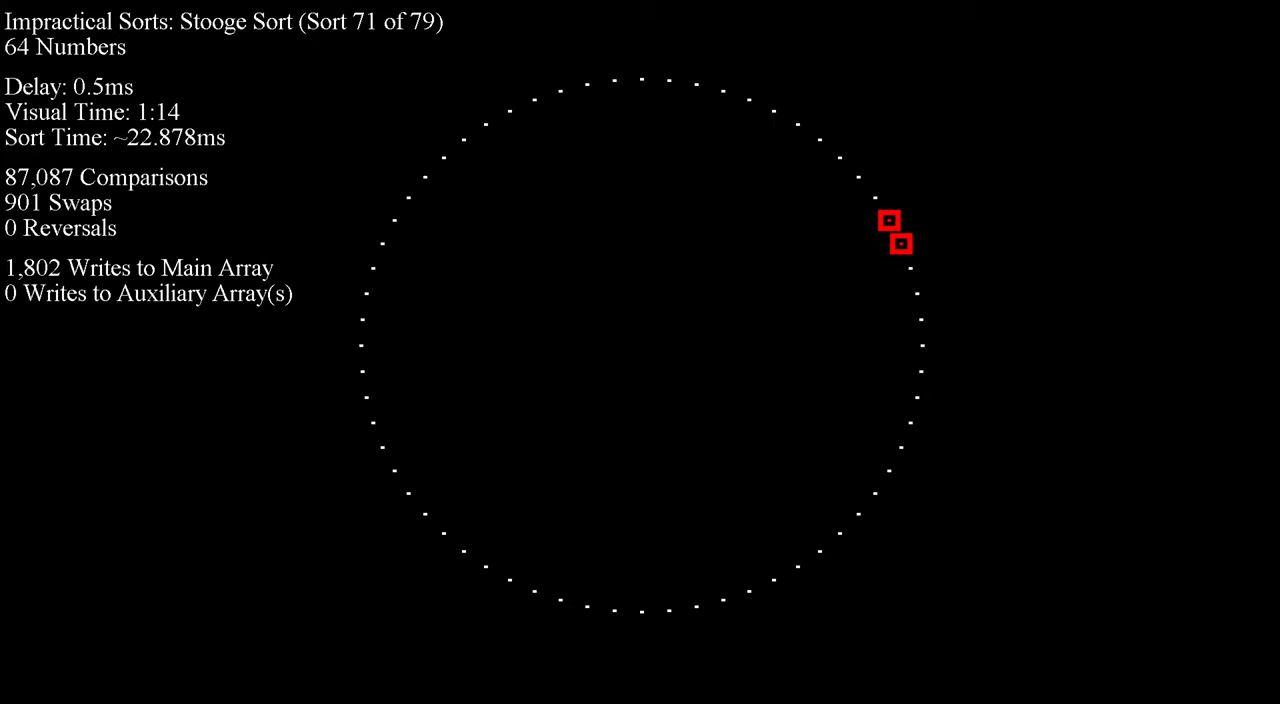 Impractical Sorts: Stooge Sort (Sort 71 of 79)
64 Numbers
Delay: 0.5ms
Visual Time: 1:14
Sort Time: ~22.878ms
87,087 Comparisons
901 Swaps
0 Reversals
1,802 Writes to Main Array
0 Writes to Auxiliary Array(s)